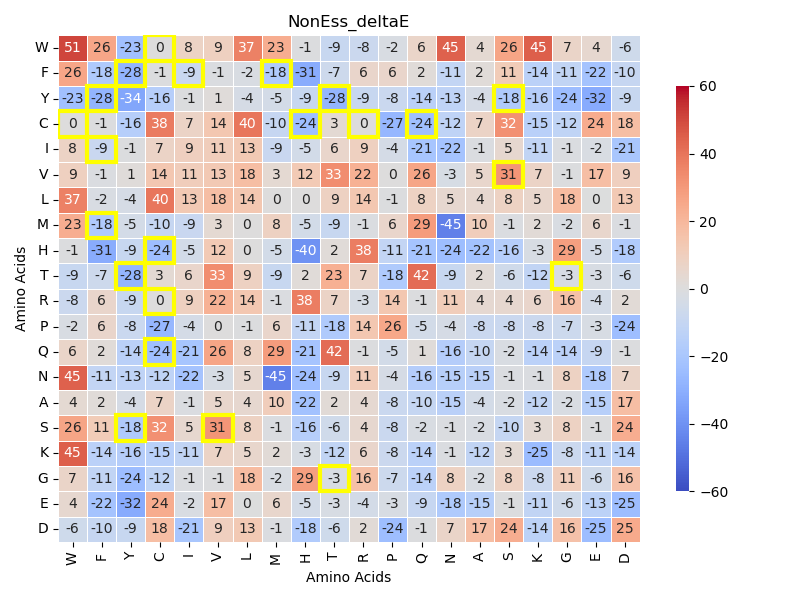 NonEss_deltaE
W 51 26 -23 0 8 9 37 23 -1 -9 -8 -2 6 45 4 26 45 7 4 -6
F 26 -18 -28 -1 -9 -1 -2 -18 -31 -7 6 6 2 -11 2 11 -14 -11 -22 -10
Y -23 -28 -34 -16 -1 1 -4 -5 -9 -28 -9 -8 -14 -13 -4 -18 -16 -24 -32 -9
C 0 -1 -16 38 7 14 40 -10 -24 3 0 -27 -24 -12 7 32 -15 -12 24 18
I 8 -9 -1 7 9 11 13 -9 -5 6 9 -4 -21 -22 -1 5 -11 -1 -2 -21
V 9 -1 1 14 11 13 18 3 12 33 22 0 26 -3 5 31 7 -1 17 9
L 37 -2 -4 40 13 18 14 0 0 9 14 -1 8 5 4 8 5 18 0 13
M 23 -18 -5 -10 -9 3 0 8 -5 -9 -1 6 29 -45 10 -1 2 -2 6 -1
H -1 -31 -9 -24 -5 12 0 -5 -40 2 38 -11 -21 -24 -22 -16 -3 29 -5 -18
T -9 -7 -28 3 6 33 9 -9 2 23 7 -18 42 -9 2 -6 -12 -3 -3 -6
R -8 6 -9 0 9 22 14 -1 38 7 -3 14 -1 11 4 4 6 16 -4 2
P -2 6 -8 -27 -4 0 -1 6 -11 -18 14 26 -5 -4 -8 -8 -8 -7 -3 -24
Q 6 2 -14 -24 -21 26 8 29 -21 42 -1 -5 1 -16 -10 -2 -14 -14 -9 -1
N 45 -11 -13 -12 -22 -3 5 -45 -24 -9 11 -4 -16 -15 -15 -1 -1 8 -18 7
A 4 2 -4 7 -1 5 4 10 -22 2 4 -8 -10 -15 -4 -2 -12 -2 -15 17
S 26 11 -18 32 5 31 8 -1 -16 -6 4 -8 -2 -1 -2 -10 3 8 -1 24
K 45 -14 -16 -15 -11 7 5 2 -3 -12 6 -8 -14 -1 -12 3 -25 -8 -11 -14
G 7 -11 -24 -12 -1 -1 18 -2 29 -3 16 -7 -14 8 -2 8 -8 11 -6 16
E 4 -22 -32 24 -2 17 0 6 -5 -3 -4 -3 -9 -18 -15 -1 -11 -6 -13 -25
D -6 -10 -9 18 -21 9 13 -1 -18 -6 2 -24 -1 7 17 24 -14 16 -25 25
W F Y C I V L M H T R P Q N A S K G E D
Amino Acids
Amino Acids
60
40
20
0
−20
−40
−60